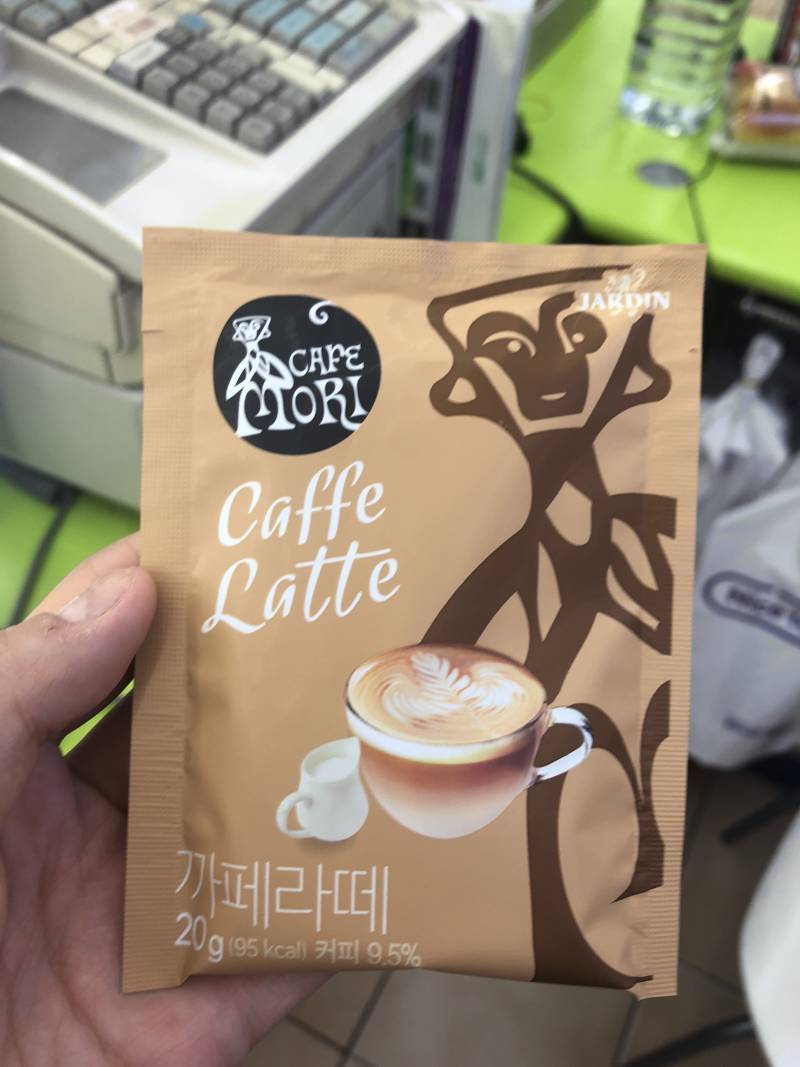 JARDIN
CAFE
MORI
Caffe
Latte
까페라떼
20g (95 kcal) 커피 9.5%